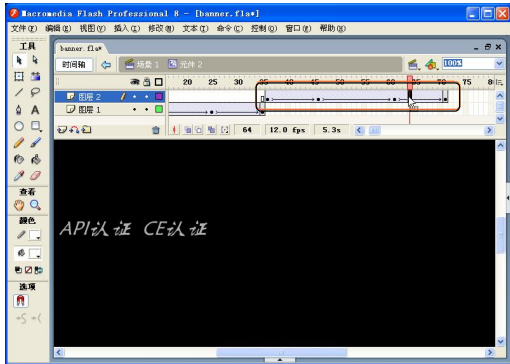 Macromedia Flash Professional 8 - [banner.fla*]
文件(F) 编辑(E) 视图(V) 插入(I) 修改(M) 文本(T) 命令(C) 控制(O) 窗口(W) 帮助(H)
工具
banner.fla*
时间轴 场景 1 元件 2 100%
20 25 30 35 40 45 50 55 60 65 70 75
图层 2
图层 1
64 12.0 fps 5.3s
查看
颜色
选项
API认证 CE认证